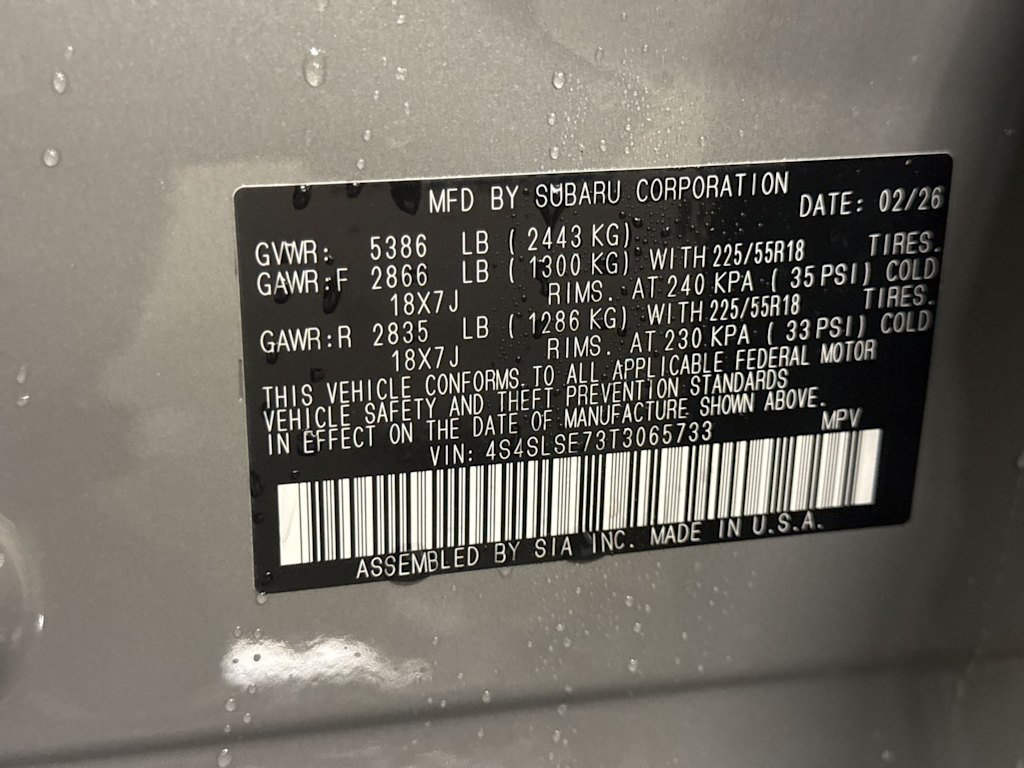 MFD BY SUBARU CORPORATION DATE: 02/26
GVWR: 5386 LB ( 2443 KG)
GAWR:F 2866 LB ( 1300 KG) WITH 225/55R18 TIRES.
18X7J RIMS. AT 240 KPA ( 35 PSI) COLD
GAWR:R 2835 LB ( 1286 KG) WITH 225/55R18 TIRES.
18X7J RIMS. AT 230 KPA ( 33 PSI) COLD
THIS VEHICLE CONFORMS TO ALL APPLICABLE FEDERAL MOTOR
VEHICLE SAFETY AND THEFT PREVENTION STANDARDS
IN EFFECT ON THE DATE OF MANUFACTURE SHOWN ABOVE.
VIN: 4S4SLSE73T3065733 MPV
ASSEMBLED BY SIA INC. MADE IN U.S.A.